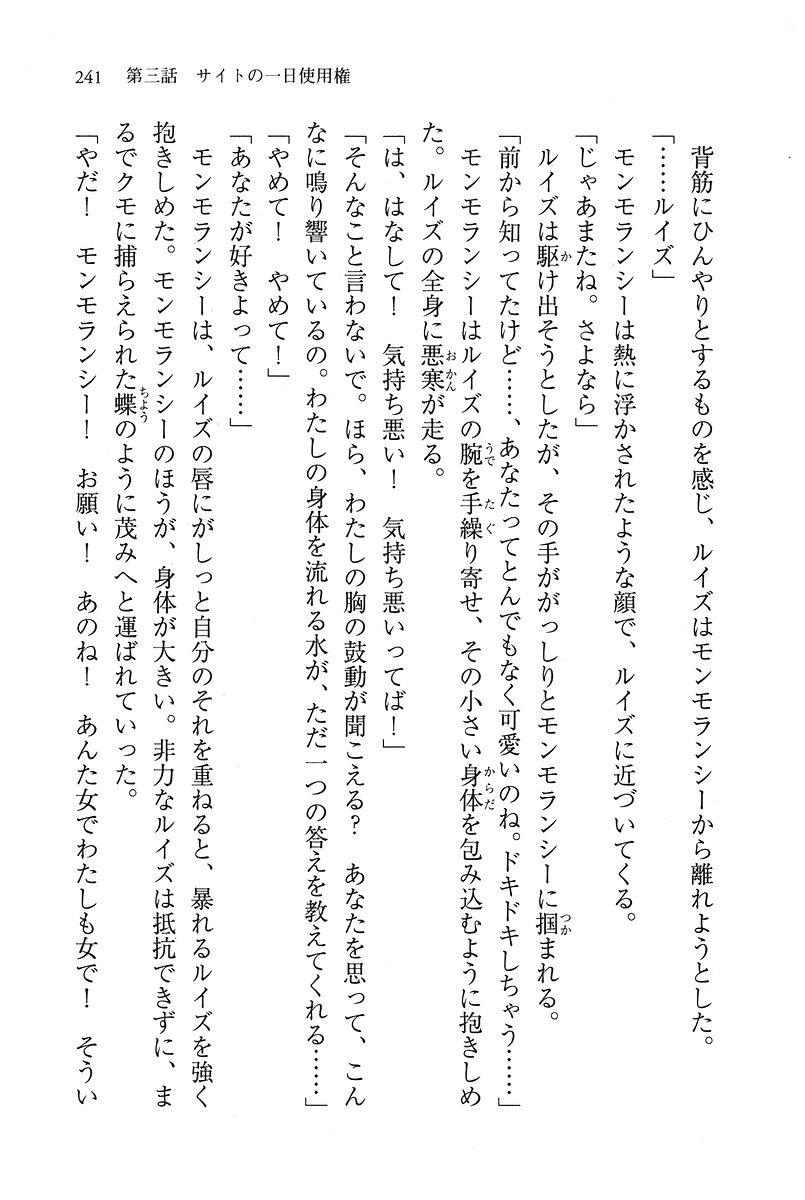 241　第三話　サイトの一日使用権
　背筋にひんやりとするものを感じ、ルイズはモンモランシーから離れようとした。
「……ルイズ」
　モンモランシーは熱に浮かされたような顔で、ルイズに近づいてくる。
「じゃあまたね。さよなら」
　ルイズは駆け出そうとしたが、その手ががっしりとモンモランシーに掴まれる。
「前から知ってたけど……、あなたってとんでもなく可愛いのね。ドキドキしちゃう……」
　モンモランシーはルイズの腕を手繰り寄せ、その小さい身体を包み込むように抱きしめ
た。ルイズの全身に悪寒が走る。
「は、はなして！　気持ち悪い！　気持ち悪いってば！」
「そんなこと言わないで。ほら、わたしの胸の鼓動が聞こえる？　あなたを思って、こん
なに鳴り響いているの。わたしの身体を流れる水が、ただ一つの答えを教えてくれる……」
「やめて！　やめて！」
「あなたが好きよって……」
　モンモランシーは、ルイズの唇にがしっと自分のそれを重ねると、暴れるルイズを強く
抱きしめた。モンモランシーのほうが、身体が大きい。非力なルイズは抵抗できずに、ま
るでクモに捕らえられた蝶のように茂みへと運ばれていった。
「やだ！　モンモランシー！　お願い！　あのね！　あんた女でわたしも女で！　そうい